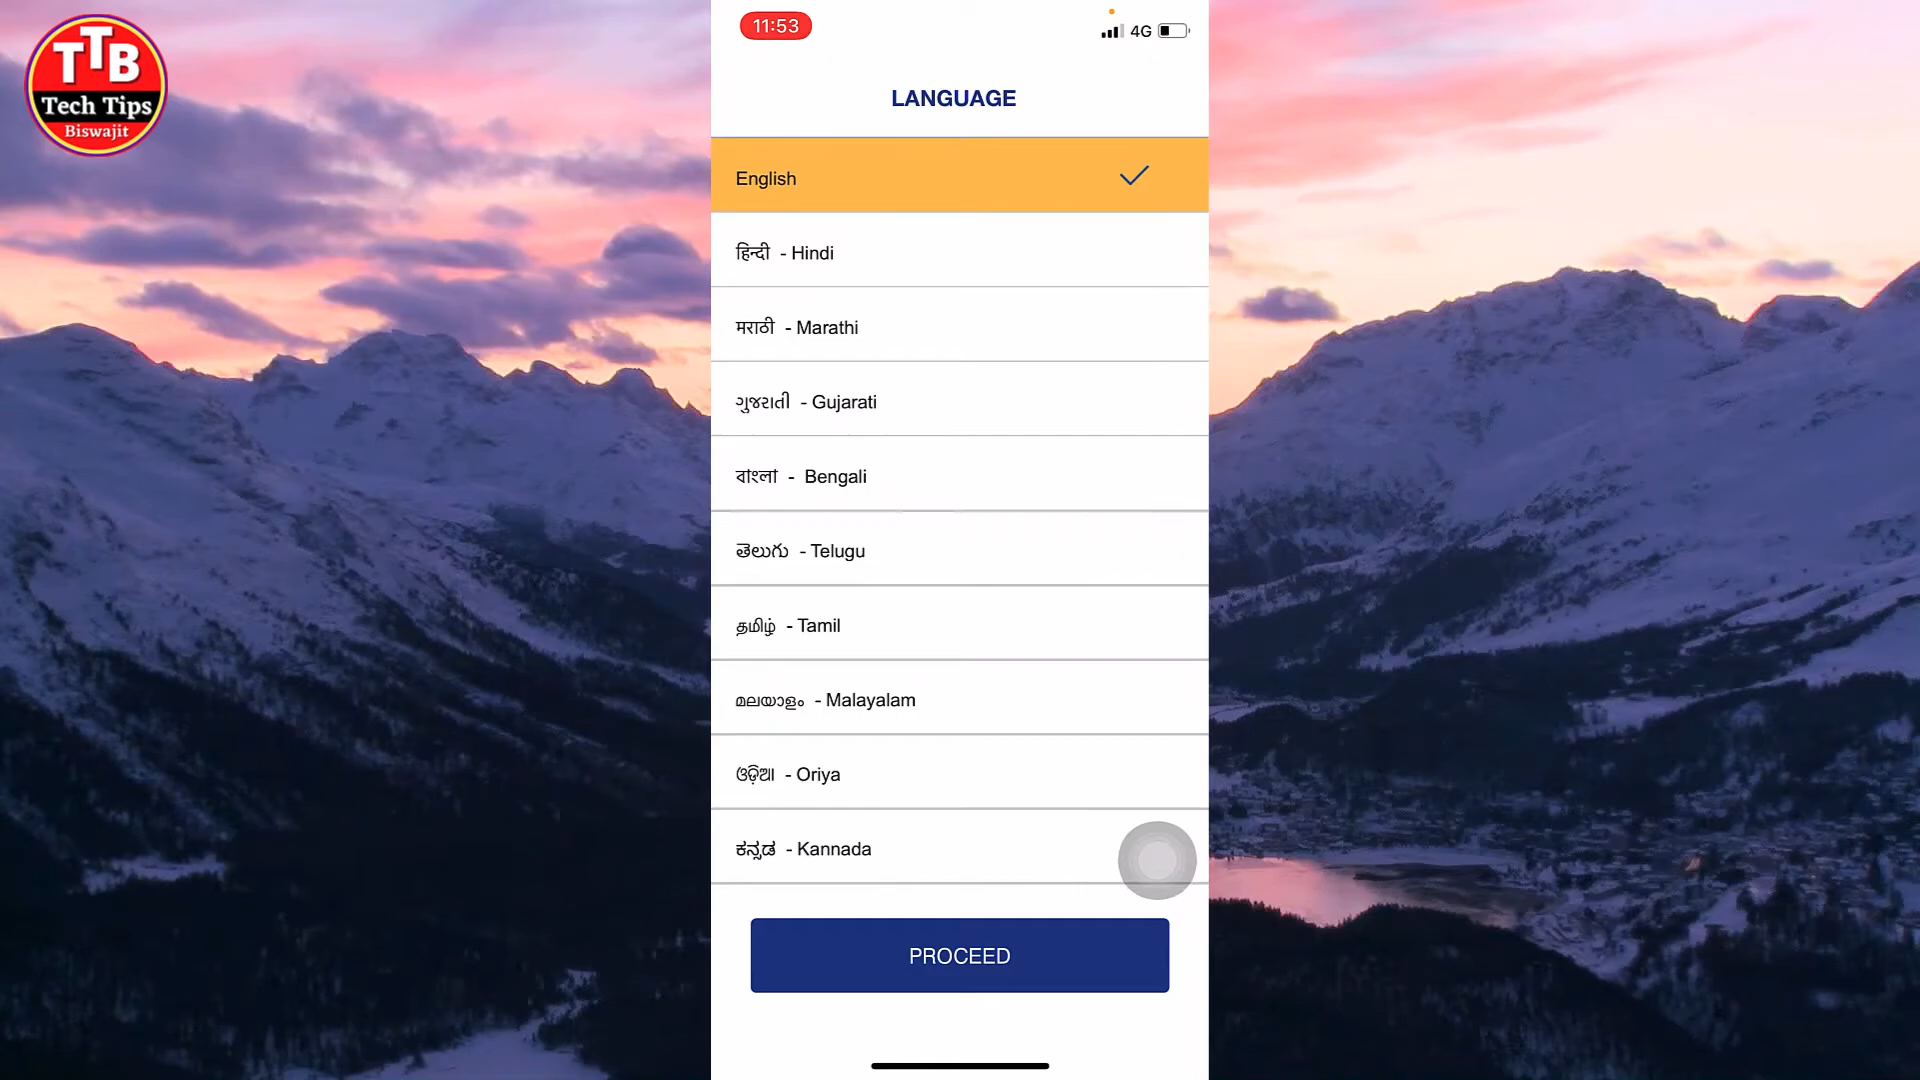 TTB
Tech Tips
Biswajit
11:53
4G
LANGUAGE
English
हिन्दी - Hindi
मराठी - Marathi
ગુજરાતી - Gujarati
বাংলা - Bengali
తెలుగు - Telugu
தமிழ் - Tamil
മലയാളം - Malayalam
ଓଡ଼ିଆ - Oriya
ಕನ್ನಡ - Kannada
PROCEED